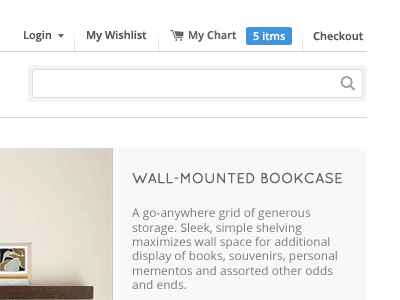 Login My Wishlist My Chart 5 itms Checkout
WALL-MOUNTED BOOKCASE
A go-anywhere grid of generous
storage. Sleek, simple shelving
maximizes wall space for additional
display of books, souvenirs, personal
mementos and assorted other odds
and ends.